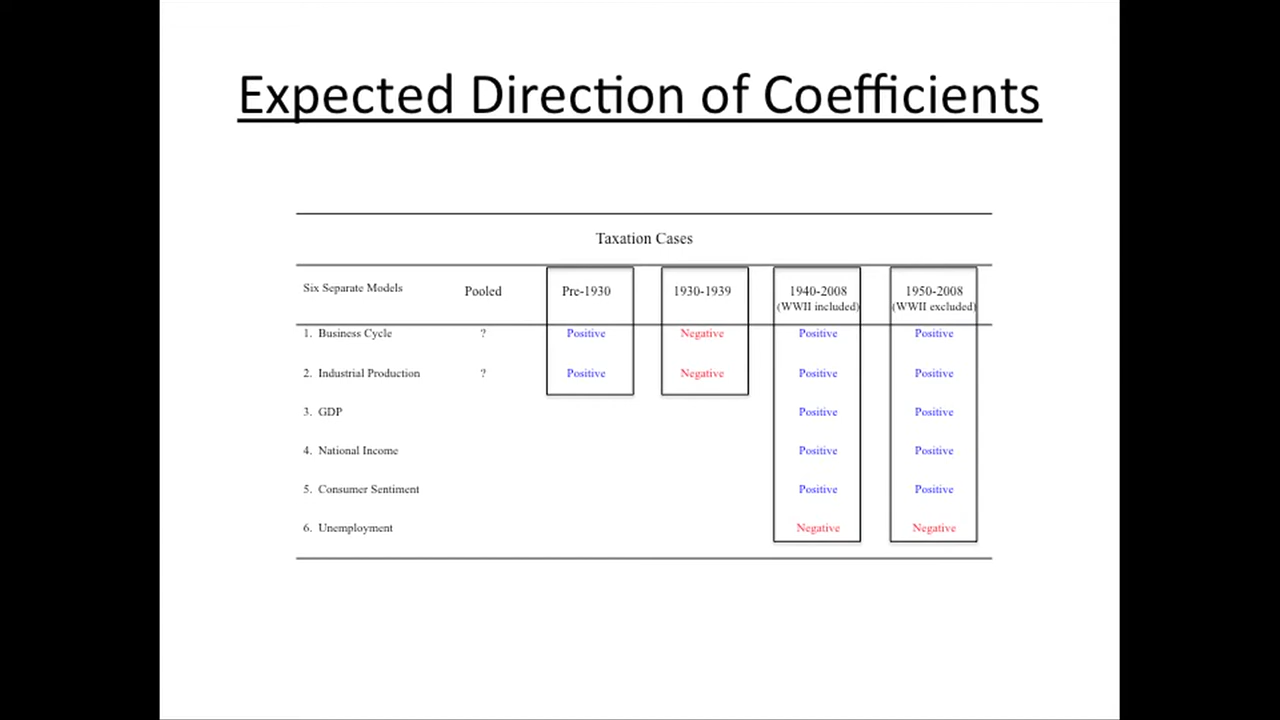 Expected Direction of Coefficients
Taxation Cases
Six Separate Models Pooled Pre-1930 1930-1939 1940-2008 1950-2008
(WWII included) (WWII excluded)
1. Business Cycle ? Positive Negative Positive Positive
2. Industrial Production ? Positive Negative Positive Positive
3. GDP Positive Positive
4. National Income Positive Positive
5. Consumer Sentiment Positive Positive
6. Unemployment Negative Negative